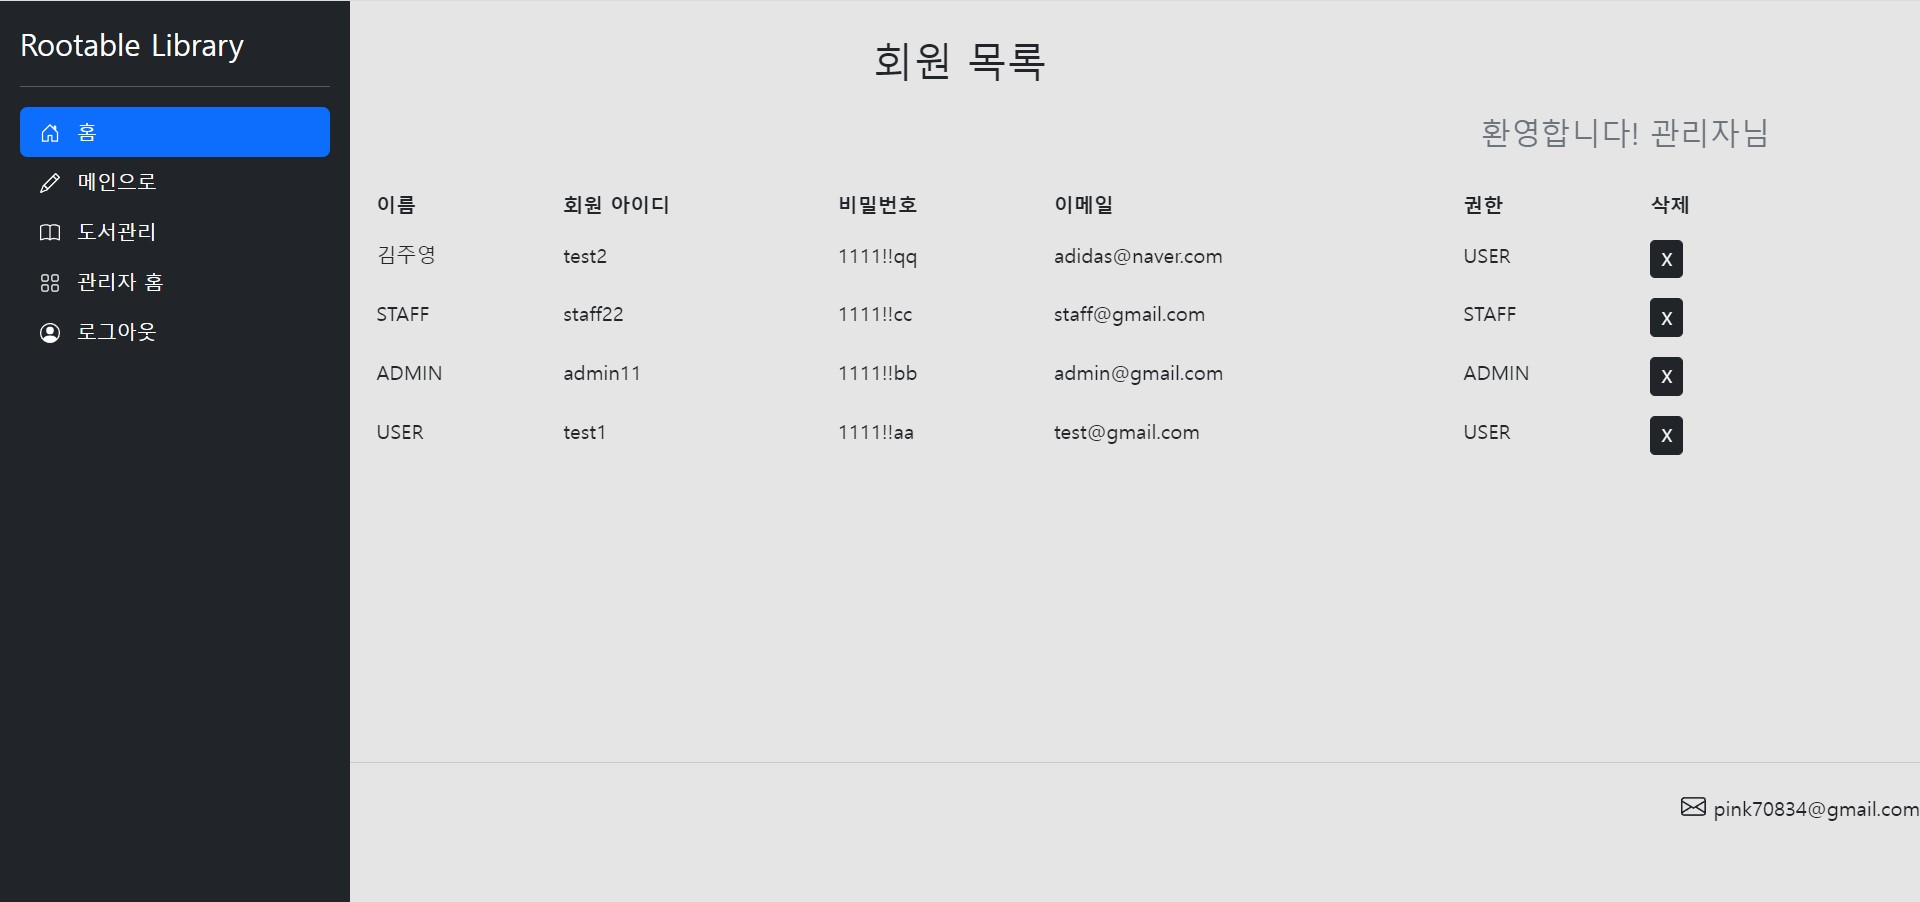 Rootable Library
홈
메인으로
도서관리
관리자 홈
로그아웃
회원 목록
환영합니다! 관리자님
이름 회원 아이디 비밀번호 이메일 권한 삭제
김주영 test2 1111!!qq adidas@naver.com USER X
STAFF staff22 1111!!cc staff@gmail.com STAFF X
ADMIN admin11 1111!!bb admin@gmail.com ADMIN X
USER test1 1111!!aa test@gmail.com USER X
pink70834@gmail.com